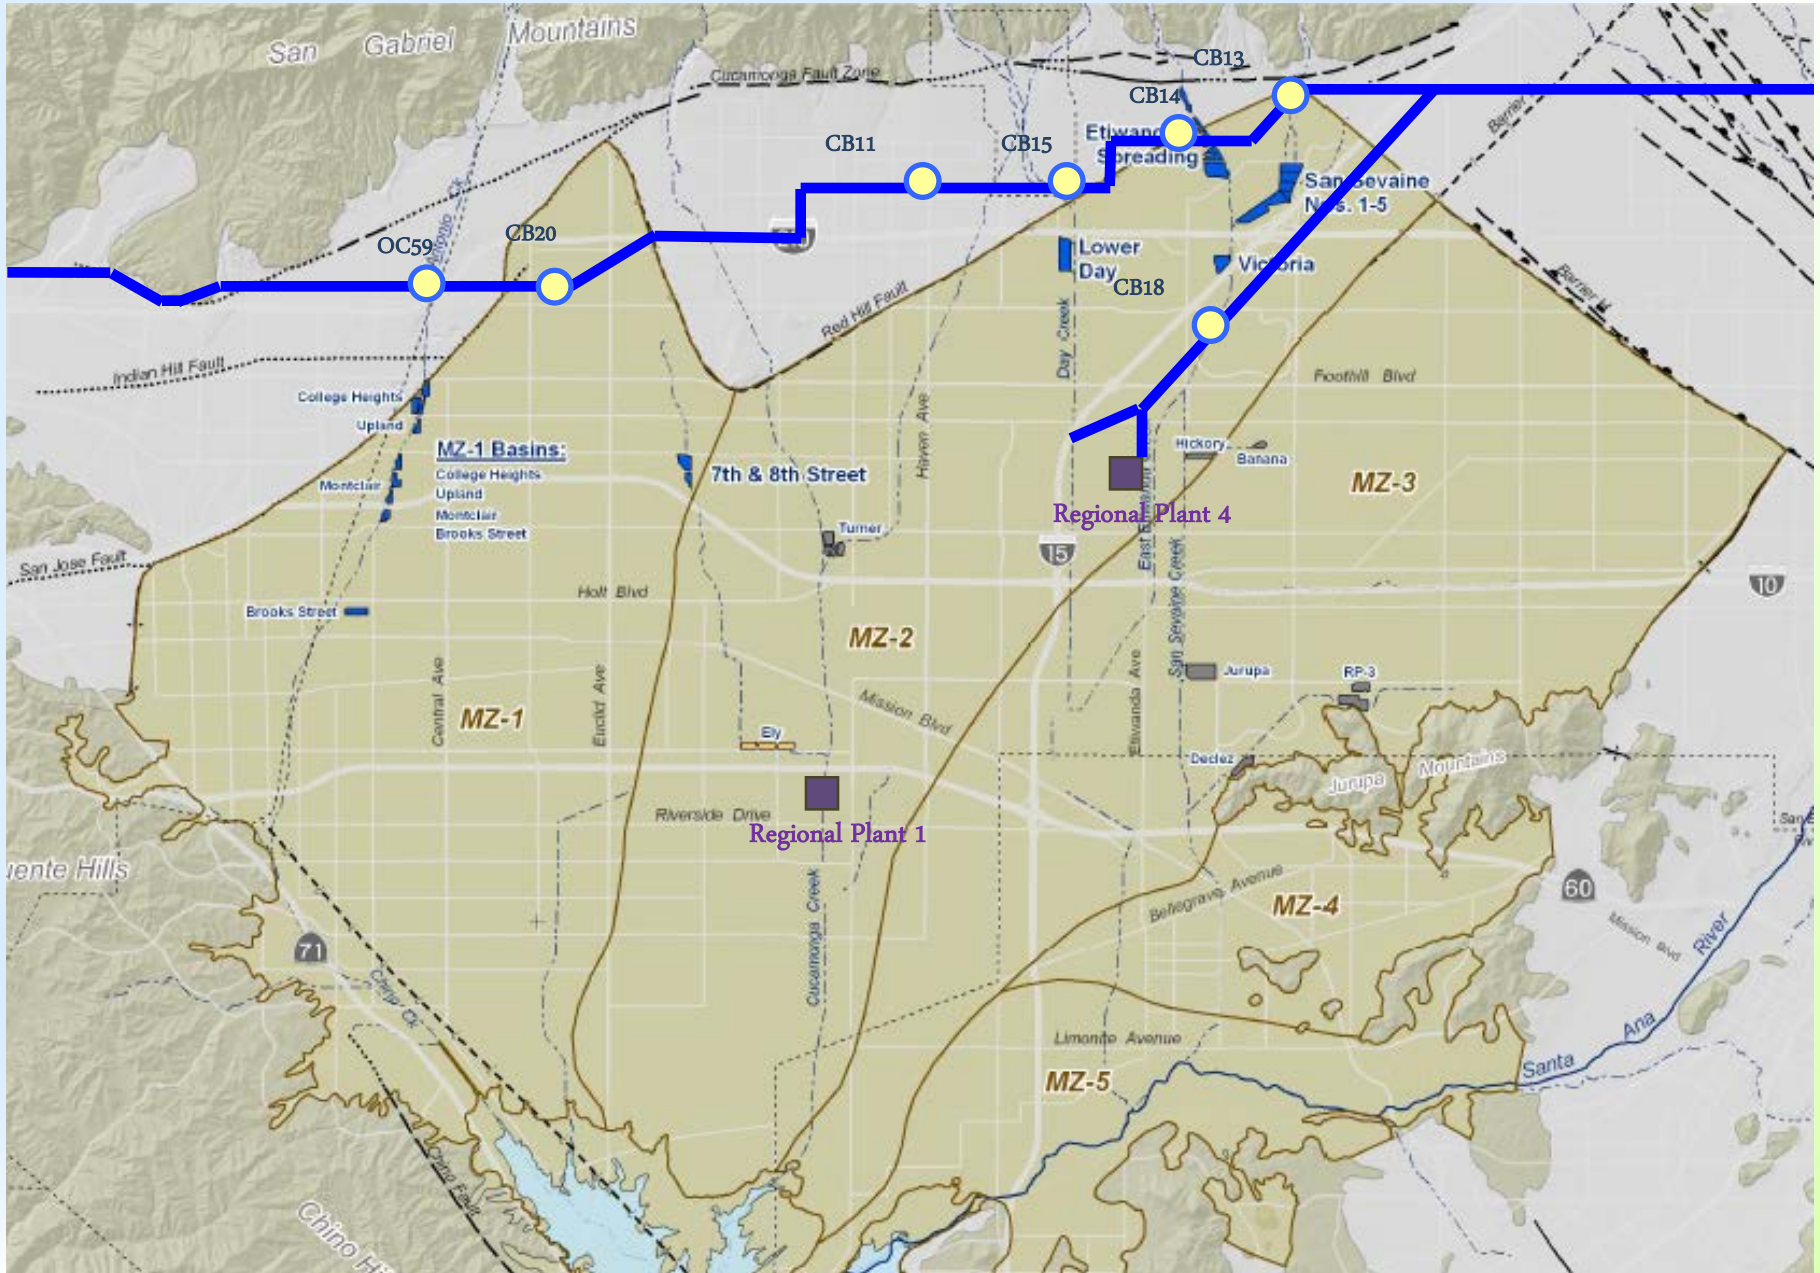 San Gabriel Mountains
Cucamonga Fault Zone
CB13
CB14
CB11
CB15
Spreading
San Sevaine
Nos. 1-5
Barrier
OC59
CB20
Lower
Day
Victoria
CB18
Barrier
Red Hill Fault
Day Creek
Indian Hill Fault
Foothill Blvd
College Heights
Upland
Haven Ave
MZ-1 Basins:
College Heights
Upland
Montclair
Brooks Street
Montclair
7th & 8th Street
Hickory
Banana
MZ-3
Regional Plant 4
Turner
San Jose Fault
15
East
10
Holt Blvd
Brooks Street
San Sevaine Creek
MZ-2
Central Ave
Euclid Ave
Etiwanda Ave
Jurupa
RP-3
MZ-1
Mission Blvd
Ely
Declez
Jurupa Mountains
Riverside Drive
Regional Plant 1
San
uente Hills
Cucamonga Creek
Bellegrave Avenue
MZ-4
60
Mission Blvd
71
Chino Ck
Limonite Avenue
MZ-5
Santa Ana River
Chino Fault
Chino Hi